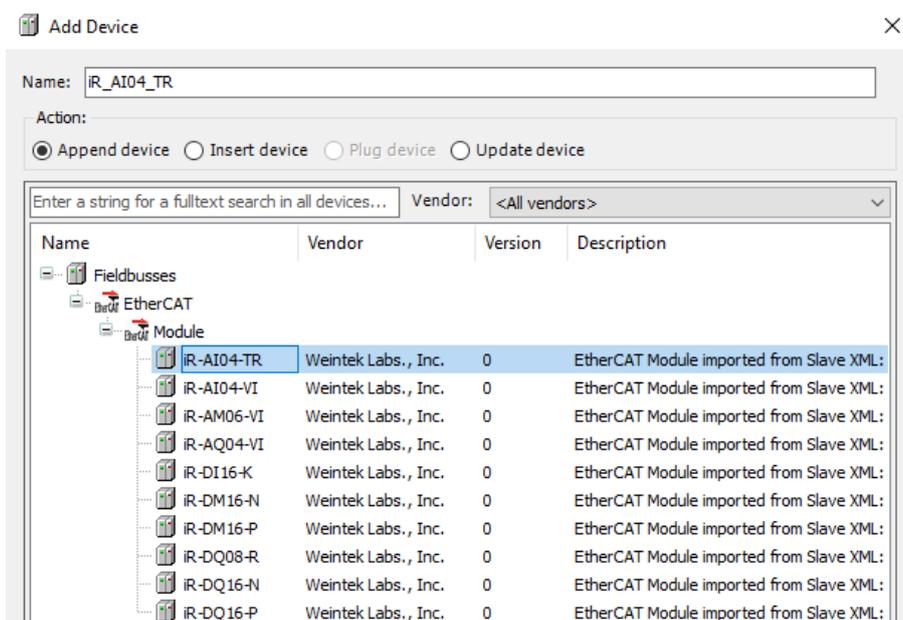 Add Device
Name: iR_AI04_TR
Action:
Append device Insert device Plug device Update device
Enter a string for a fulltext search in all devices... Vendor: <All vendors>
Name Vendor Version Description
Fieldbusses
EtherCAT EtherCAT
EtherCAT Module
iR-AI04-TR Weintek Labs., Inc. 0 EtherCAT Module imported from Slave XML:
iR-AI04-VI Weintek Labs., Inc. 0 EtherCAT Module imported from Slave XML:
iR-AM06-VI Weintek Labs., Inc. 0 EtherCAT Module imported from Slave XML:
iR-AQ04-VI Weintek Labs., Inc. 0 EtherCAT Module imported from Slave XML:
iR-DI16-K Weintek Labs., Inc. 0 EtherCAT Module imported from Slave XML:
iR-DM16-N Weintek Labs., Inc. 0 EtherCAT Module imported from Slave XML:
iR-DM16-P Weintek Labs., Inc. 0 EtherCAT Module imported from Slave XML:
iR-DQ08-R Weintek Labs., Inc. 0 EtherCAT Module imported from Slave XML:
iR-DQ16-N Weintek Labs., Inc. 0 EtherCAT Module imported from Slave XML:
iR-DQ16-P Weintek Labs., Inc. 0 EtherCAT Module imported from Slave XML: